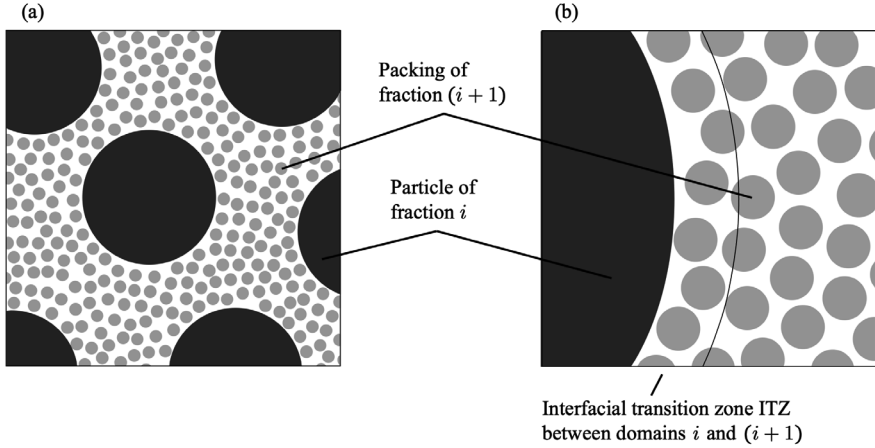 (a)
(b)
Packing of
fraction (i + 1)
Particle of
fraction i
Interfacial transition zone ITZ
between domains i and (i + 1)